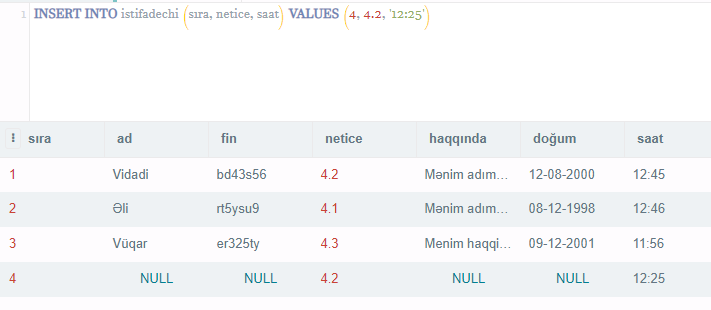 1 INSERT INTO istifadechi (sıra, netice, saat) VALUES (4, 4.2, '12:25')
sıra ad fin netice haqqında doğum saat
1 Vidadi bd43s56 4.2 Mənim adım... 12-08-2000 12:45
2 Əli rt5ysu9 4.1 Mənim adım... 08-12-1998 12:46
3 Vüqar er325ty 4.3 Menim haqqi... 09-12-2001 11:56
4 NULL NULL 4.2 NULL NULL 12:25